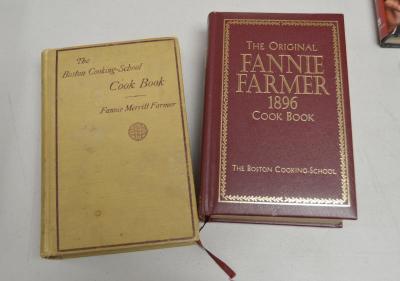 The
Boston Cooking-School
Cook Book
Fannie Merritt Farmer
THE ORIGINAL
FANNIE
FARMER
1896
COOK BOOK
THE BOSTON COOKING-SCHOOL